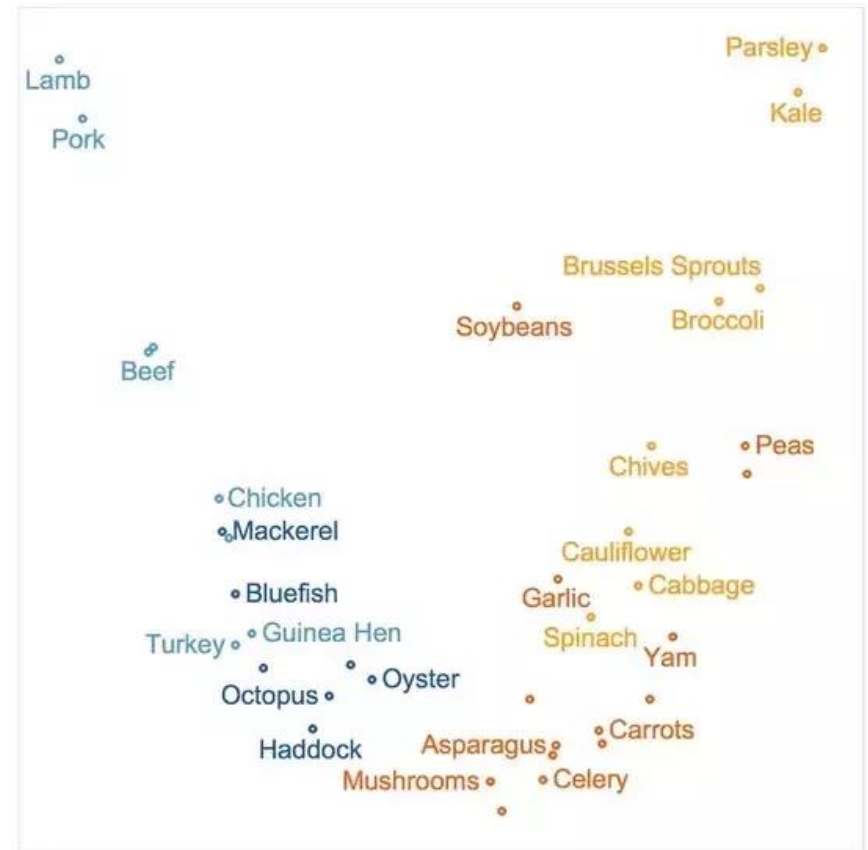 Parsley
Lamb
Kale
Pork
Brussels Sprouts
Soybeans
Broccoli
Beef
Peas
Chives
Chicken
Mackerel
Cauliflower
Cabbage
Bluefish
Garlic
Guinea Hen
Spinach
Turkey
Yam
Oyster
Octopus
Carrots
Asparagus
Haddock
Mushrooms
Celery